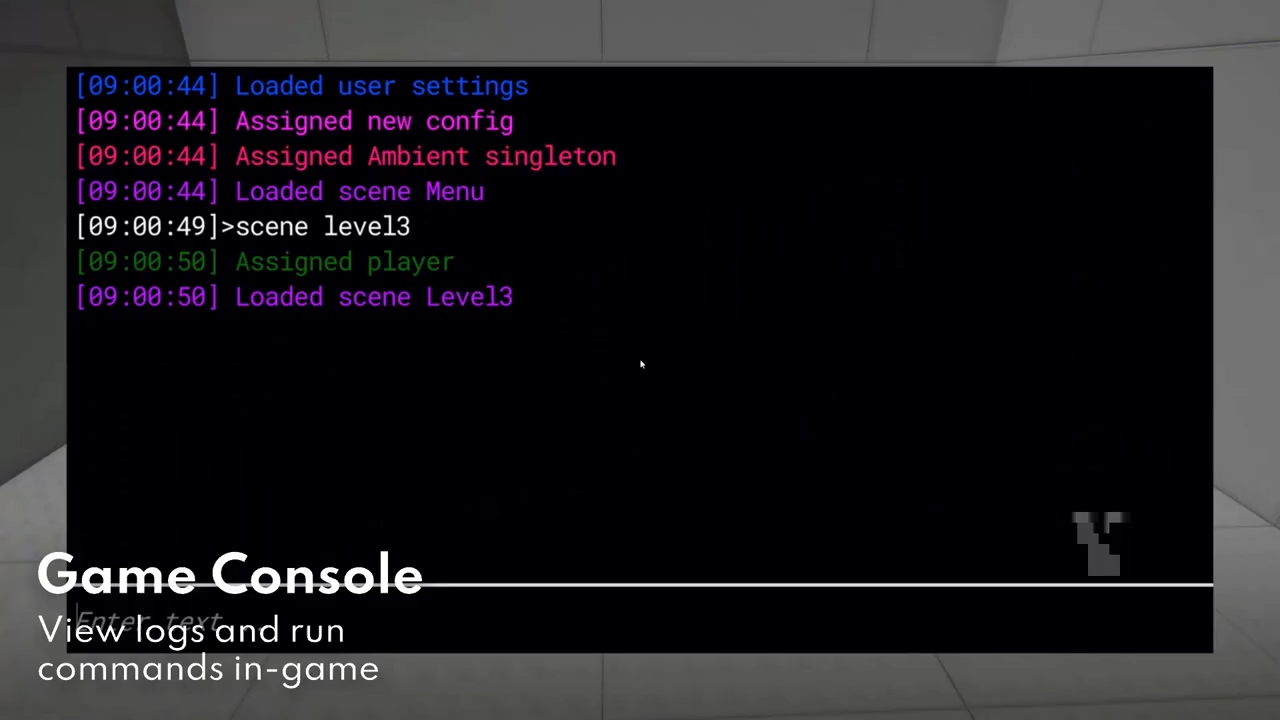 [09:00:44] Loaded user settings
[09:00:44] Assigned new config
[09:00:44] Assigned Ambient singleton
[09:00:44] Loaded scene Menu
[09:00:49]>scene level3
[09:00:50] Assigned player
[09:00:50] Loaded scene Level3
Game Console
Enter text...
View logs and run
commands in-game